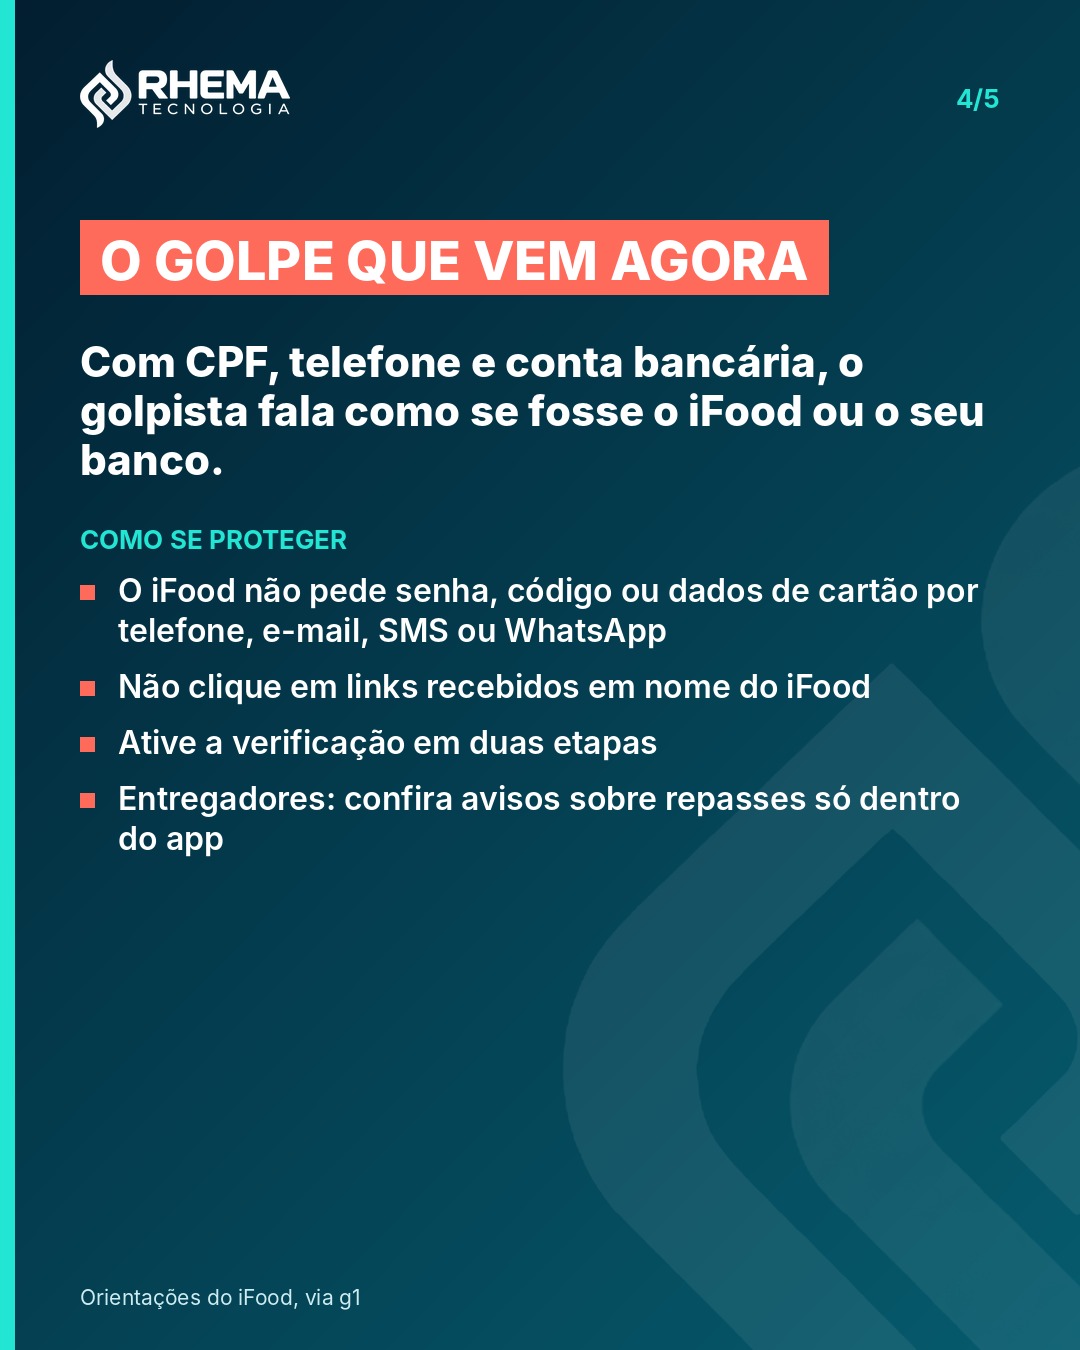 RHEMA
TECNOLOGIA
4/5
O GOLPE QUE VEM AGORA
Com CPF, telefone e conta bancária, o
golpista fala como se fosse o iFood ou o seu
banco.
COMO SE PROTEGER
O iFood não pede senha, código ou dados de cartão por
telefone, e-mail, SMS ou WhatsApp
Não clique em links recebidos em nome do iFood
Ative a verificação em duas etapas
Entregadores: confira avisos sobre repasses só dentro
do app
Orientações do iFood, via g1